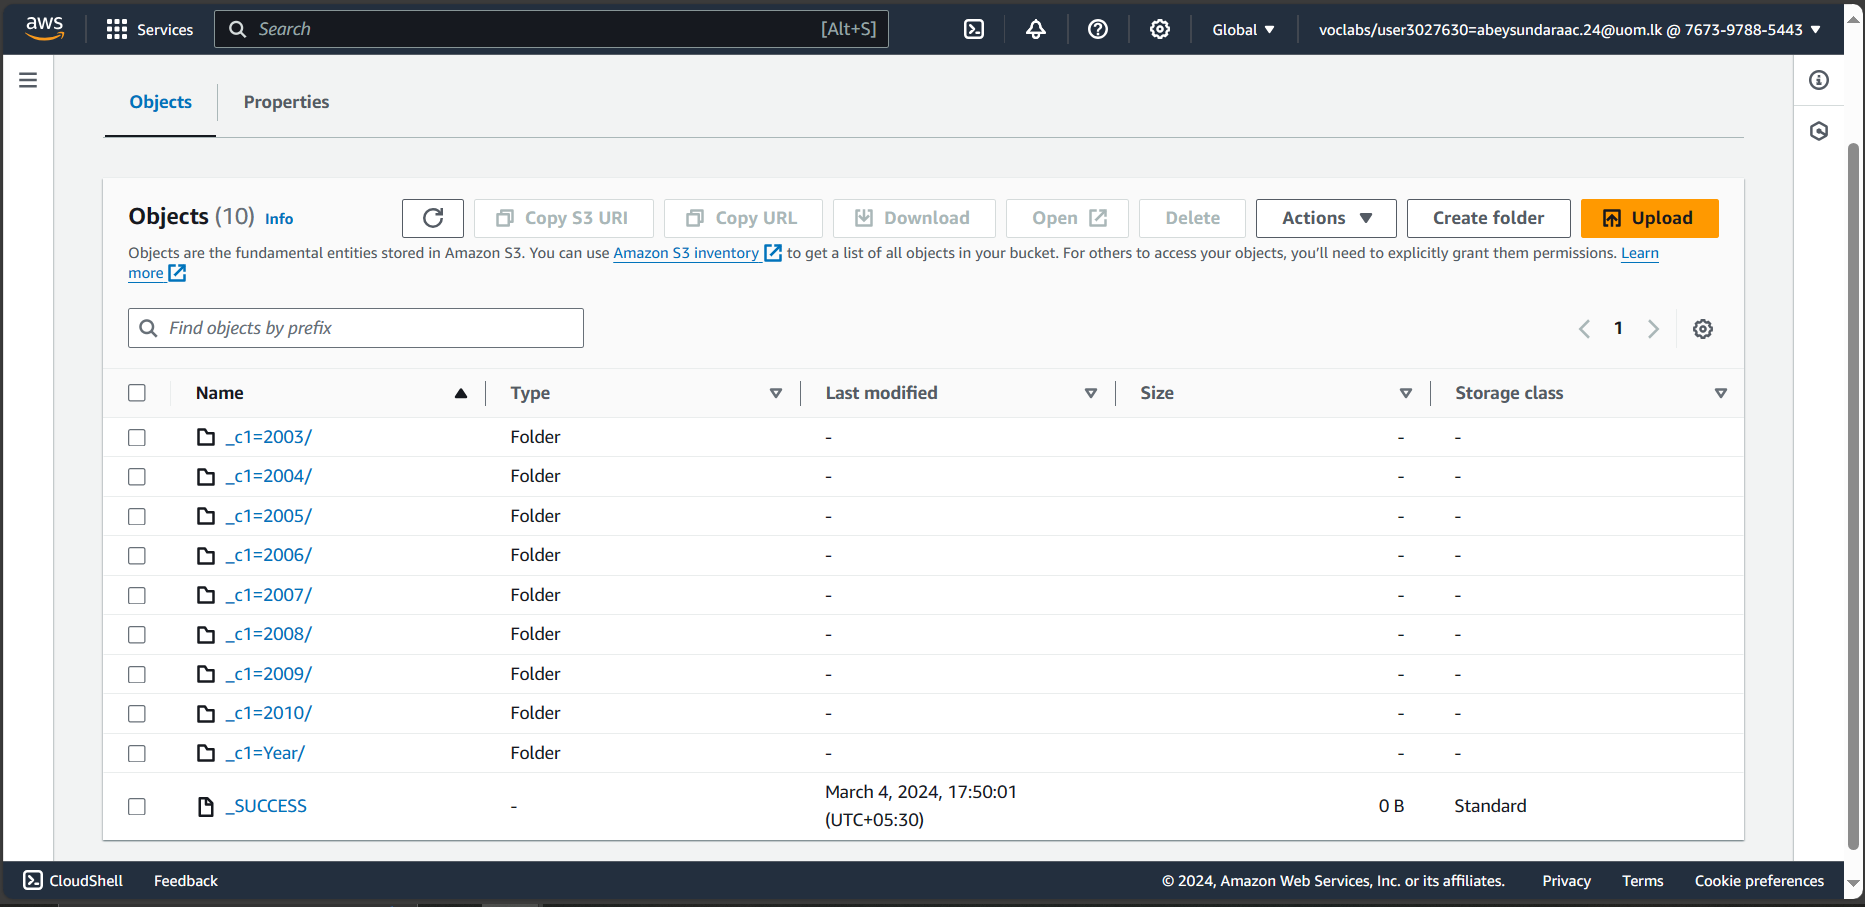 aws Services Search [Alt+S] Global voclabs/user3027630=abeysundaraac.24@uom.lk @ 7673-9788-5443
Objects Properties
Objects (10) Info Copy S3 URI Copy URL Download Open Delete Actions Create folder Upload
Objects are the fundamental entities stored in Amazon S3. You can use Amazon S3 inventory to get a list of all objects in your bucket. For others to access your objects, you’ll need to explicitly grant them permissions. Learn
more
Find objects by prefix 1
Name Type Last modified Size Storage class
_c1=2003/ Folder - - -
_c1=2004/ Folder - - -
_c1=2005/ Folder - - -
_c1=2006/ Folder - - -
_c1=2007/ Folder - - -
_c1=2008/ Folder - - -
_c1=2009/ Folder - - -
_c1=2010/ Folder - - -
_c1=Year/ Folder - - -
_SUCCESS - March 4, 2024, 17:50:01 0 B Standard
(UTC+05:30)
CloudShell Feedback © 2024, Amazon Web Services, Inc. or its affiliates. Privacy Terms Cookie preferences